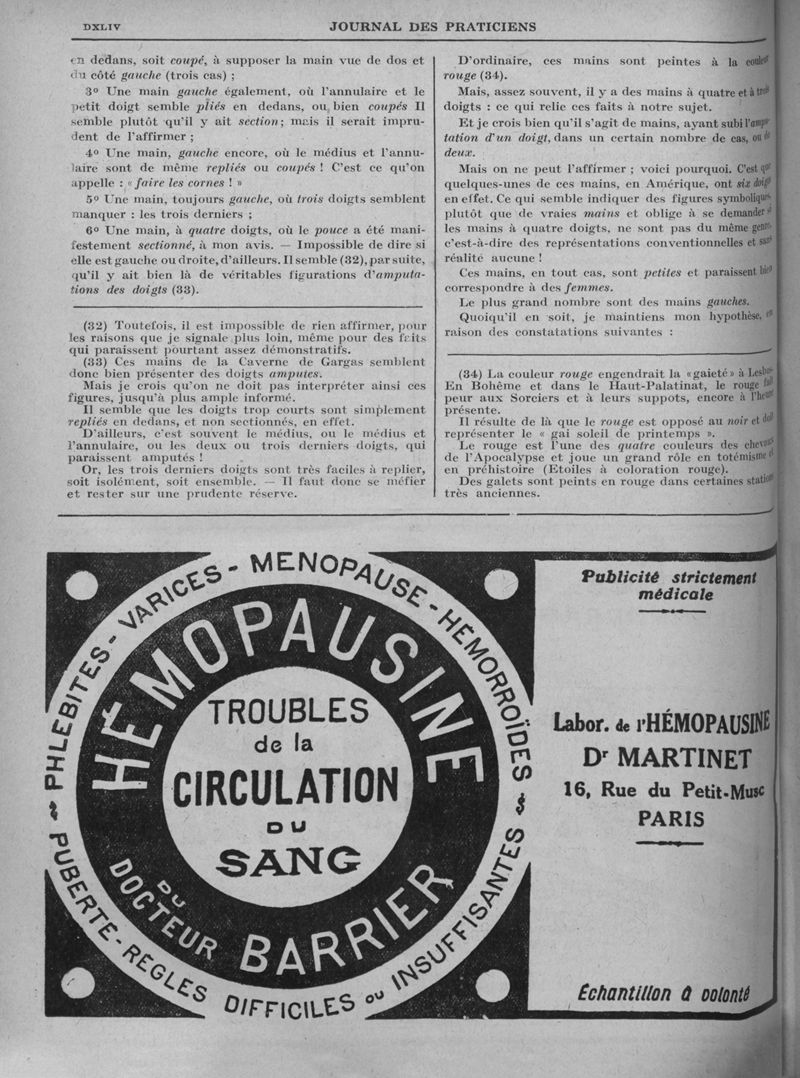 DXLIV
JOURNAL DES PRATICIENS
en dedans, soit coupé, à supposer la main vue de dos et
du côté gauche (trois cas) ;
3º Une main gauche également, où l'annulaire et le
petit doigt semble pliés en dedans, ou, bien coupés Il
semble plutôt qu'il y ait section; mais il serait impru-
dent de l'affirmer ;
4º Une main, gauche encore, où le médius et l'annu-
laire sont de même repliés ou coupés ! C'est ce qu'on
appelle : « faire les cornes ! »
5º Une main, toujours gauche, où trois doigts semblent
manquer : les trois derniers ;
6º Une main, à quatre doigts, où le pouce a été mani-
festement sectionné, à mon avis. — Impossible de dire si
elle est gauche ou droite, d'ailleurs. Il semble (32), par suite,
qu'il y ait bien là de véritables figurations d'amputa-
tions des doigts (33).
(32) Toutefois, il est impossible de rien affirmer, pour
les raisons que je signale plus loin, même pour des faits
qui paraissent pourtant assez démonstratifs.
(33) Ces mains de la Caverne de Gargas semblent
donc bien présenter des doigts amputes.
Mais je crois qu'on ne doit pas interpréter ainsi ces
figures, jusqu'à plus ample informé.
Il semble que les doigts trop courts sont simplement
repliés en dedans, et non sectionnés, en effet.
D'ailleurs, c'est souvent le médius, ou le médius et
l'annulaire, ou les deux ou trois derniers doigts, qui
paraissent amputés !
Or, les trois derniers doigts sont très faciles à replier,
soit isolément, soit ensemble. — Il faut donc se méfier
et rester sur une prudente réserve.
D'ordinaire, ces mains sont peintes à la couleur
rouge (34).
Mais, assez souvent, il y a des mains à quatre et à trois
doigts : ce qui relie ces faits à notre sujet.
Et je crois bien qu'il s'agit de mains, ayant subi l'ampu-
tation d'un doigt, dans un certain nombre de cas, ou de
deux.
Mais on ne peut l'affirmer ; voici pourquoi. C'est que
quelques-unes de ces mains, en Amérique, ont six doigts
en effet. Ce qui semble indiquer des figures symboliques,
plutôt que de vraies mains et oblige à se demander si
les mains à quatre doigts, ne sont pas du même genre,
c'est-à-dire des représentations conventionnelles et sans
réalité aucune !
Ces mains, en tout cas, sont petites et paraissent bien
correspondre à des femmes.
Le plus grand nombre sont des mains gauches.
Quoiqu'il en soit, je maintiens mon hypothèse, en
raison des constatations suivantes :
(34) La couleur rouge engendrait la « gaieté » à Lesbos.
En Bohême et dans le Haut-Palatinat, le rouge fait
peur aux Sorciers et à leurs suppots, encore à l'heure
présente.
Il résulte de là que le rouge est opposé au noir et doit
représenter le « gai soleil de printemps ».
Le rouge est l'une des quatre couleurs des chevaux
de l'Apocalypse et joue un grand rôle en totémisme et
en préhistoire (Etoiles à coloration rouge).
Des galets sont peints en rouge dans certaines stations
très anciennes.
PHLEBITES - VARICES - MENOPAUSE - HÉMORROÏDES
HÉMOPAUSINE
TROUBLES
de la
CIRCULATION
DU
SANG
DU
DOCTEUR BARRIER
PUBERTE - RÈGLES DIFFICILES OU INSUFFISANTES
Publicité strictement
médicale
Labor. de l'HÉMOPAUSINE
Dr MARTINET
16, Rue du Petit-Musc
PARIS
Échantillon à volonté